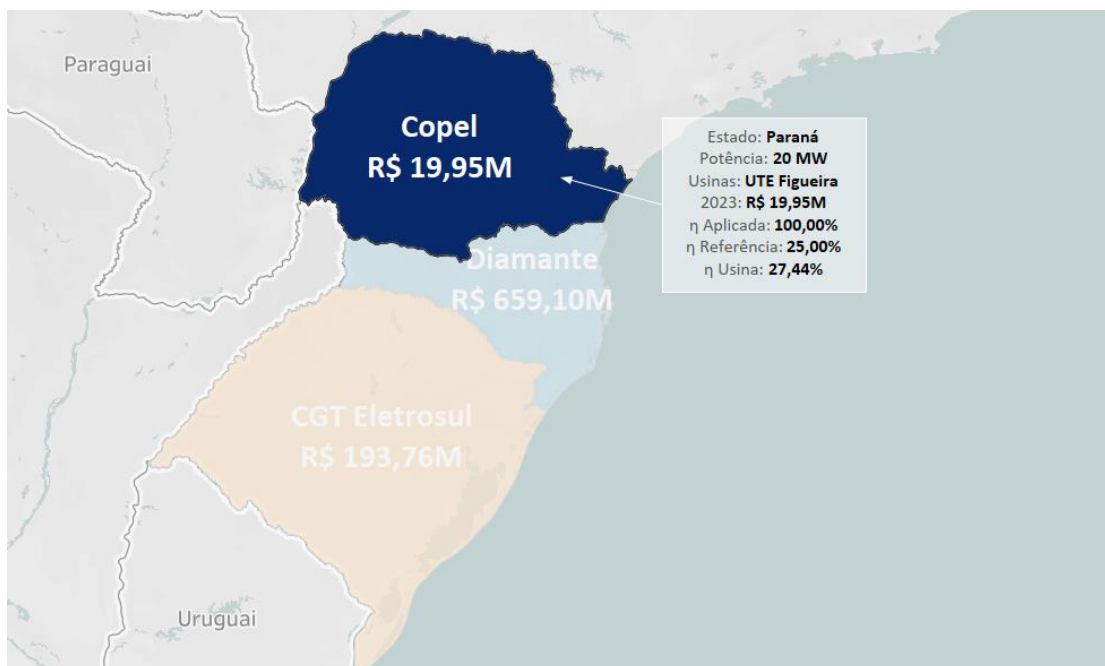 Paraguai
Copel
R$ 19,95M
Estado: Paraná
Potência: 20 MW
Usinas: UTE Figueira
2023: R$ 19,95M
η Aplicada: 100,00%
η Referência: 25,00%
η Usina: 27,44%
Diamante
R$ 659,10M
CGT Eletrosul
R$ 193,76M
Uruguai